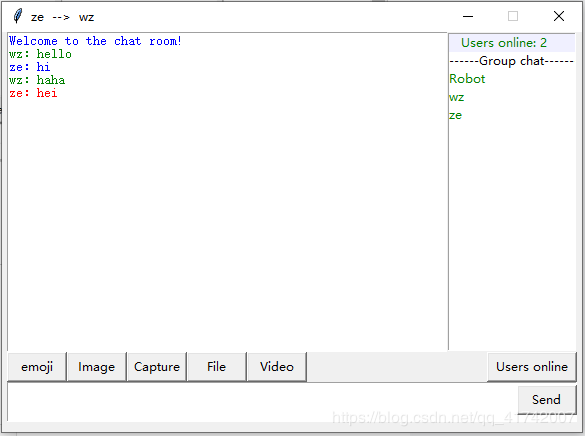 ze --> wz
Welcome to the chat room!
wz: hello
ze: hi
wz: haha
ze: hei
Users online: 2
------Group chat------
Robot
wz
ze
emoji
Image
Capture
File
Video
Users online
Send
https://blog.csdn.net/qq_41742007